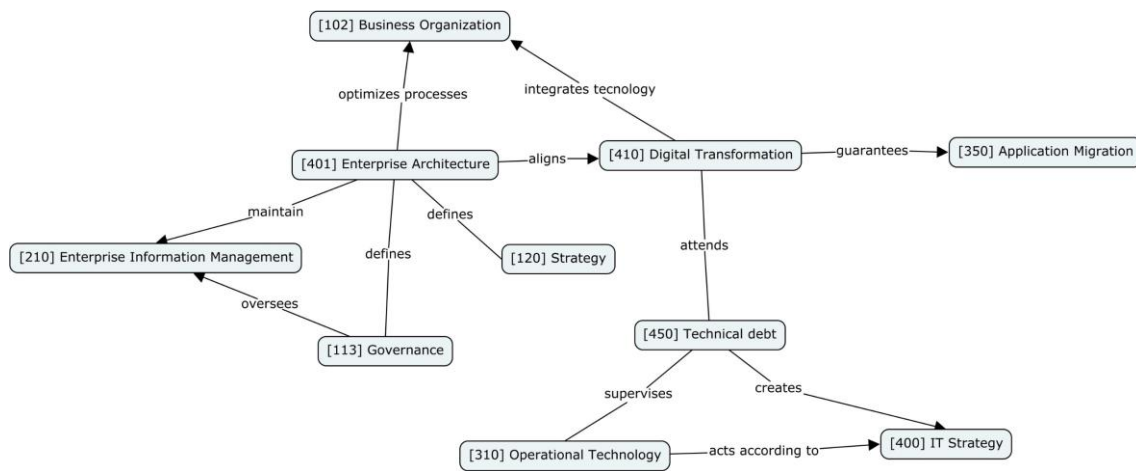 [102] Business Organization
optimizes processes
integrates tecnology
[401] Enterprise Architecture
aligns
[410] Digital Transformation
guarantees
[350] Application Migration
maintain
defines
defines
attends
[210] Enterprise Information Management
[120] Strategy
oversees
[113] Governance
[450] Technical debt
supervises
creates
[310] Operational Technology
acts according to
[400] IT Strategy